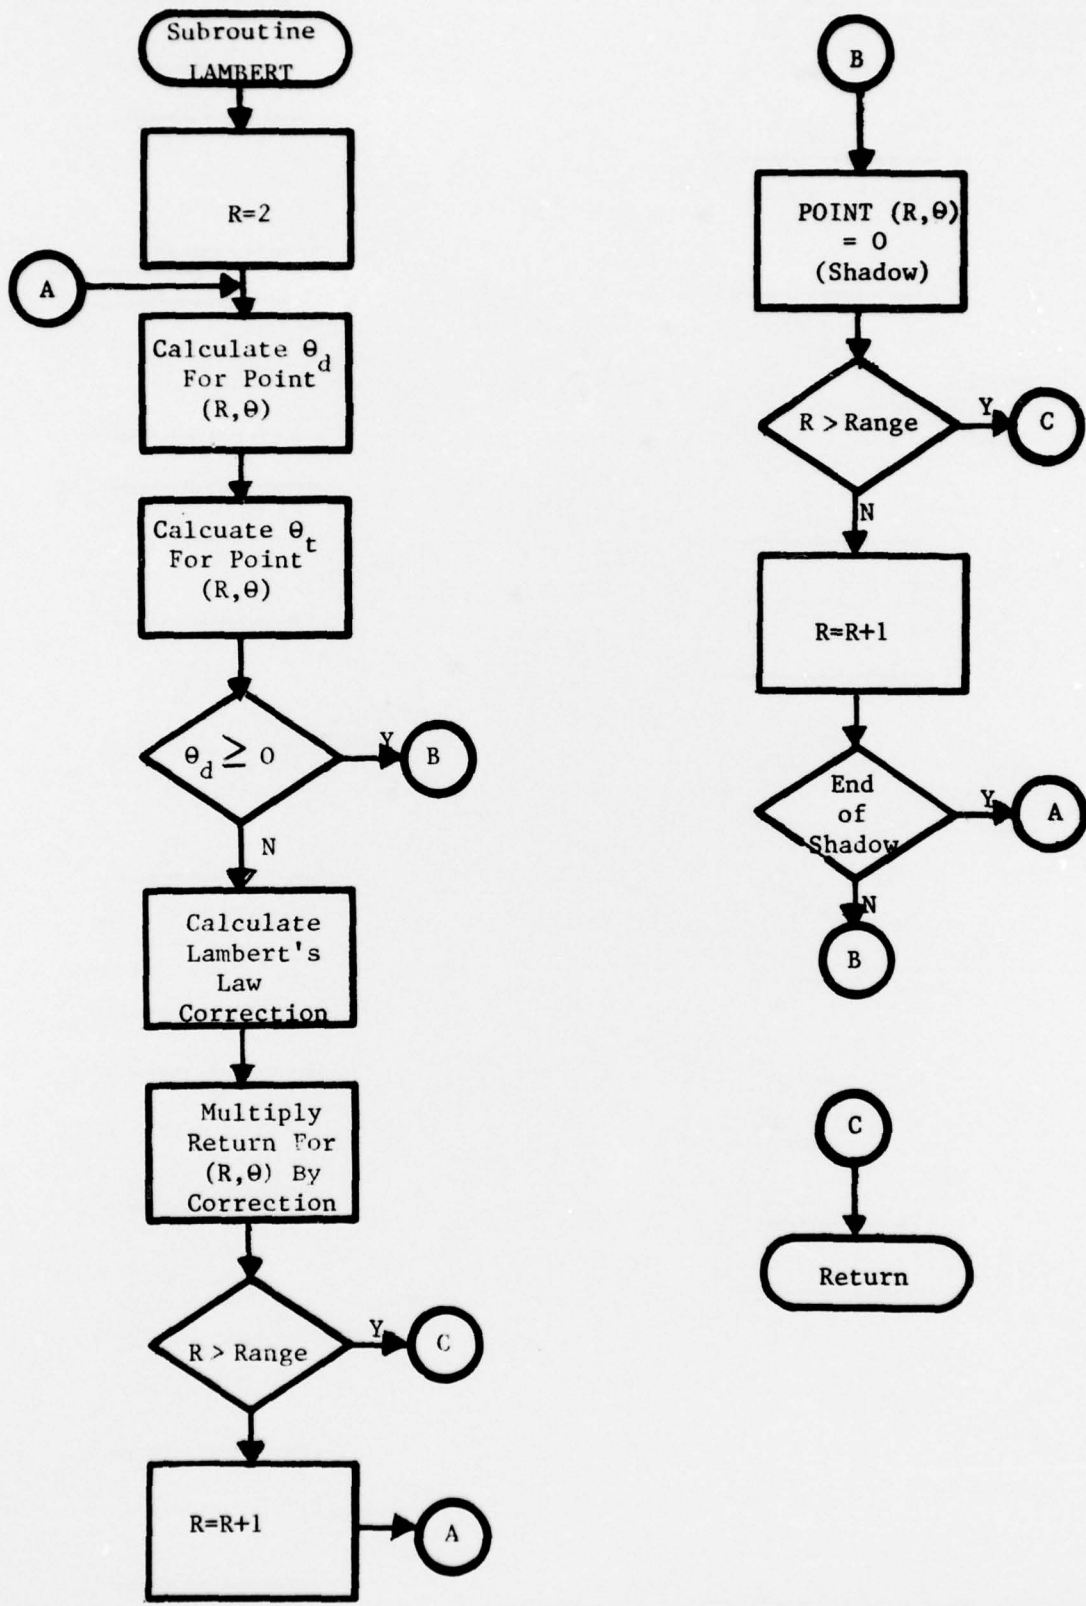 Subroutine
LAMBERT
R=2
A
Calculate θd
For Point
(R,θ)
Calcuate θt
For Point
(R,θ)
θd ≥ 0
Y
B
N
Calculate
Lambert's
Law
Correction
Multiply
Return For
(R,θ) By
Correction
R > Range
Y
C
R=R+1
A
B
POINT (R,θ)
= 0
(Shadow)
R > Range
Y
C
N
R=R+1
End
of
Shadow
Y
A
N
B
C
Return